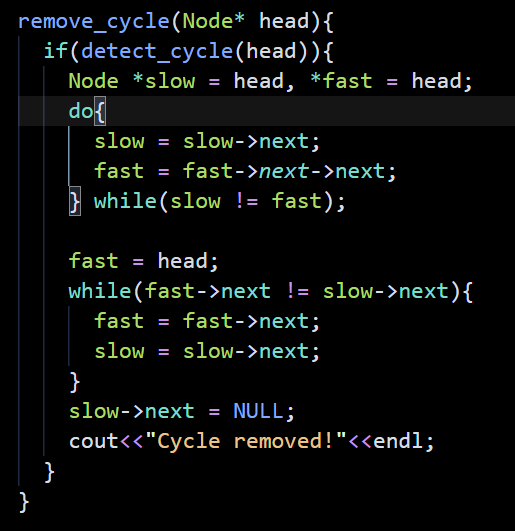 remove_cycle(Node* head){
if(detect_cycle(head)){
Node *slow = head, *fast = head;
do{
slow = slow->next;
fast = fast->next->next;
} while(slow != fast);
fast = head;
while(fast->next != slow->next){
fast = fast->next;
slow = slow->next;
}
slow->next = NULL;
cout<<"Cycle removed!"<<endl;
}
}